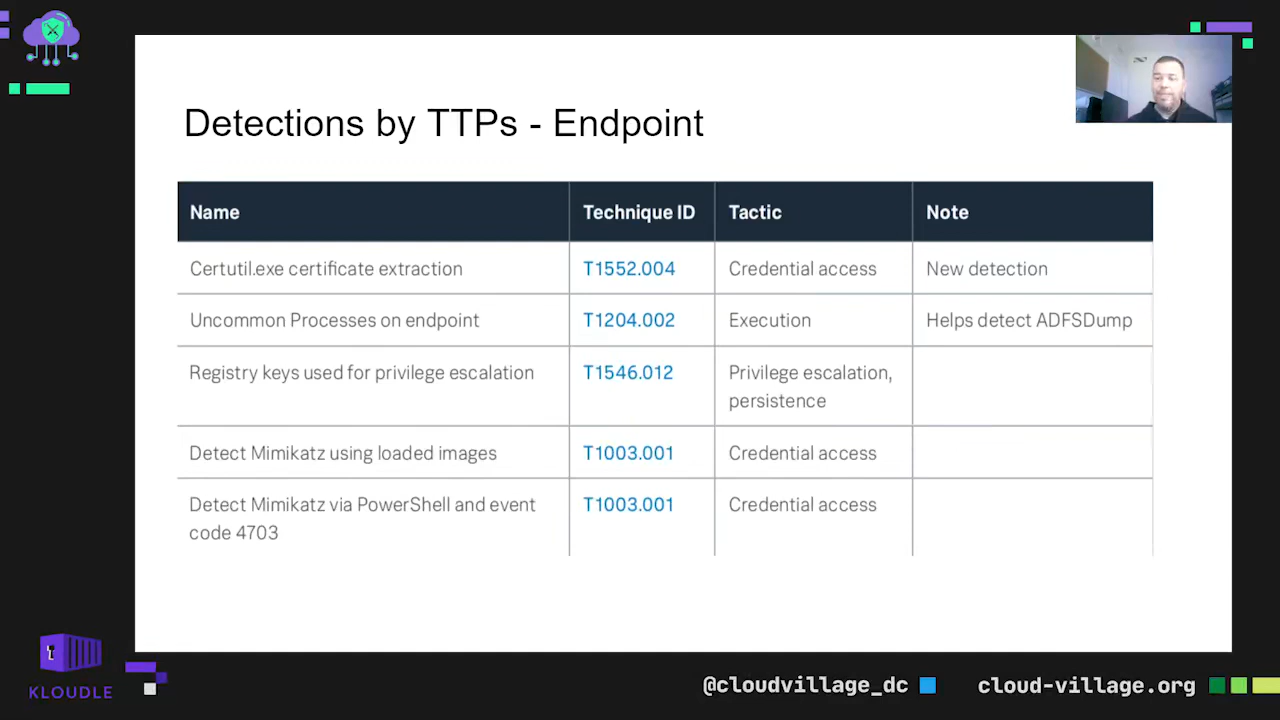 Detections by TTPs - Endpoint
Name Technique ID Tactic Note
Certutil.exe certificate extraction T1552.004 Credential access New detection
Uncommon Processes on endpoint T1204.002 Execution Helps detect ADFSDump
Registry keys used for privilege escalation T1546.012 Privilege escalation,
persistence
Detect Mimikatz using loaded images T1003.001 Credential access
Detect Mimikatz via PowerShell and event T1003.001 Credential access
code 4703
KLOUDLE
@cloudvillage_dc cloud-village.org